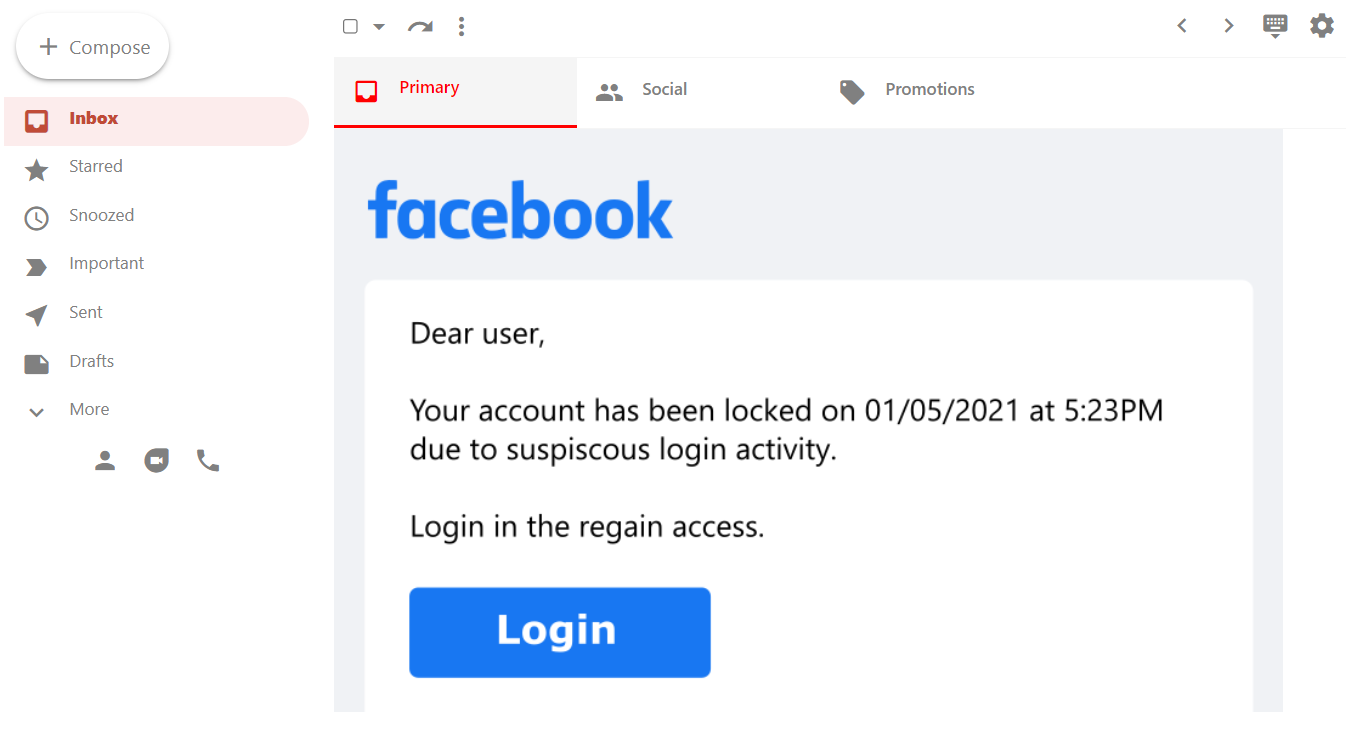 Compose
Inbox
Starred
Snoozed
Important
Sent
Drafts
More
Primary
Social
Promotions
facebook
Dear user,
Your account has been locked on 01/05/2021 at 5:23PM
due to suspiscous login activity.
Login in the regain access.
Login